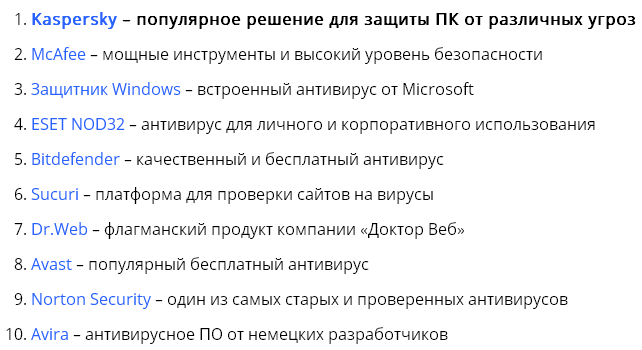 1. Kaspersky – популярное решение для защиты ПК от различных угроз
2. McAfee – мощные инструменты и высокий уровень безопасности
3. Защитник Windows – встроенный антивирус от Microsoft
4. ESET NOD32 – антивирус для личного и корпоративного использования
5. Bitdefender – качественный и бесплатный антивирус
6. Sucuri – платформа для проверки сайтов на вирусы
7. Dr.Web – флагманский продукт компании «Доктор Веб»
8. Avast – популярный бесплатный антивирус
9. Norton Security – один из самых старых и проверенных антивирусов
10. Avira – антивирусное ПО от немецких разработчиков